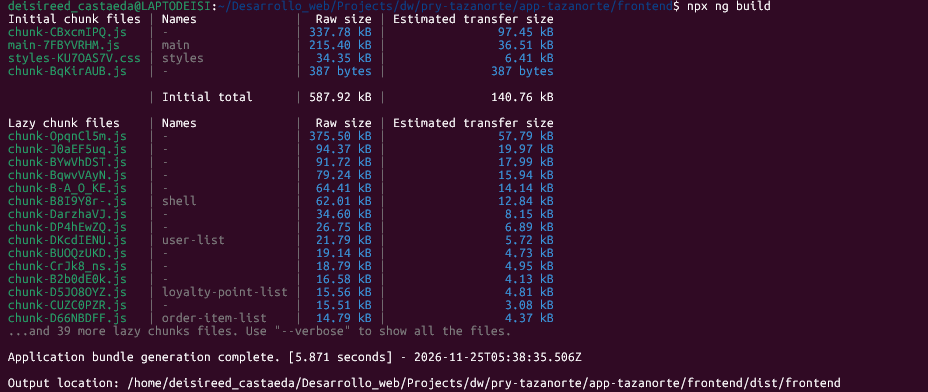 deisireed_castaeda@LAPTODEISI:~/Desarrollo_web/Projects/dw/pry-tazanorte/app-tazanorte/frontend$ npx ng build
Initial chunk files | Names | Raw size | Estimated transfer size
chunk-CBxcmIPQ.js | - | 337.78 kB | 97.45 kB
main-7FBYVRHM.js | main | 215.40 kB | 36.51 kB
styles-KU7OAS7V.css | styles | 34.35 kB | 6.41 kB
chunk-BqKirAUB.js | - | 387 bytes | 387 bytes
| Initial total | 587.92 kB | 140.76 kB
Lazy chunk files | Names | Raw size | Estimated transfer size
chunk-OpqnCl5m.js | - | 375.50 kB | 57.79 kB
chunk-J0aEF5uq.js | - | 94.37 kB | 19.97 kB
chunk-BYwVhDST.js | - | 91.72 kB | 17.99 kB
chunk-BqwvVAyN.js | - | 79.24 kB | 15.94 kB
chunk-B-A_O_KE.js | - | 64.41 kB | 14.14 kB
chunk-B8I9Y8r-.js | shell | 62.01 kB | 12.84 kB
chunk-DarzhaVJ.js | - | 34.60 kB | 8.15 kB
chunk-DP4hEwZQ.js | - | 26.75 kB | 6.89 kB
chunk-DKcdIENU.js | user-list | 21.79 kB | 5.72 kB
chunk-BUOQzUKD.js | - | 19.14 kB | 4.73 kB
chunk-CrJk8_ns.js | - | 18.79 kB | 4.95 kB
chunk-B2b0dE0k.js | - | 16.58 kB | 4.13 kB
chunk-D5JO8OYZ.js | loyalty-point-list | 15.56 kB | 4.81 kB
chunk-CUZC0PZR.js | - | 15.51 kB | 3.08 kB
chunk-D66NBDFF.js | order-item-list | 14.79 kB | 4.37 kB
...and 39 more lazy chunks files. Use "--verbose" to show all the files.
Application bundle generation complete. [5.871 seconds] - 2026-11-25T05:38:35.506Z
Output location: /home/deisireed_castaeda/Desarrollo_web/Projects/dw/pry-tazanorte/app-tazanorte/frontend/dist/frontend